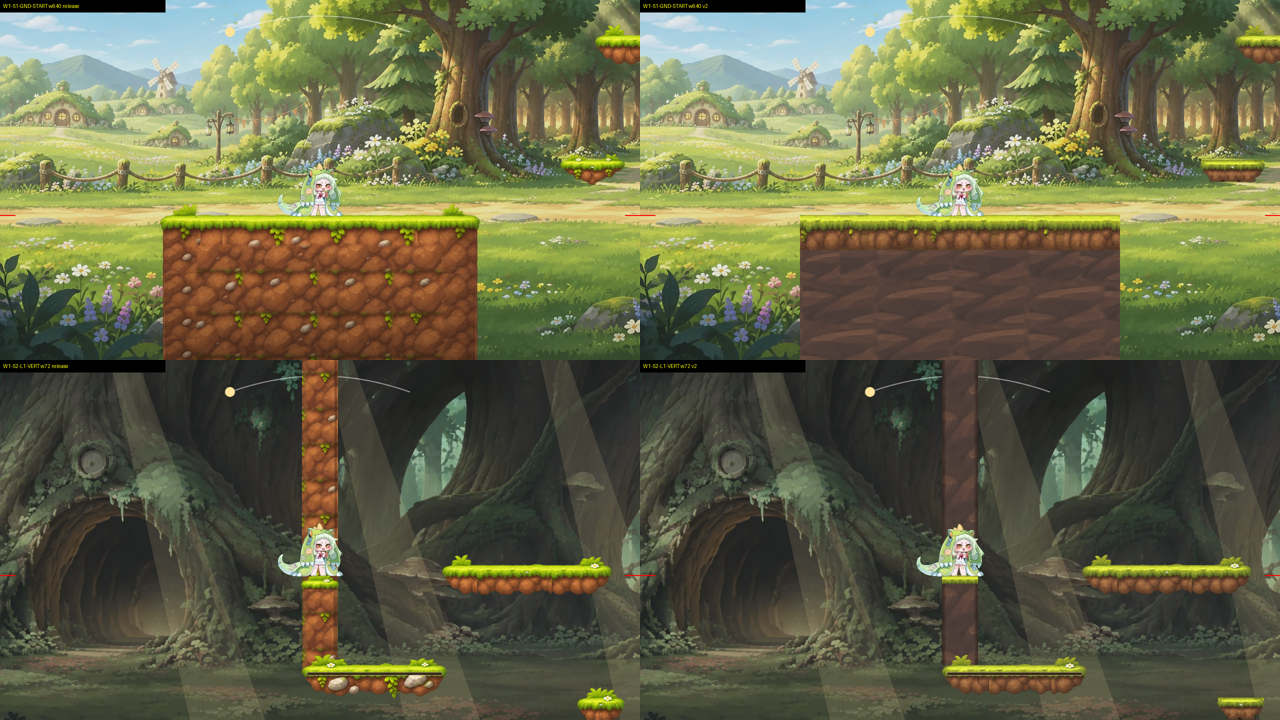 W1-S1-GND-START w640 release
W1-S1-GND-START w640 v2
W1-S2-L1-VERT w72 release
W1-S2-L1-VERT w72 v2